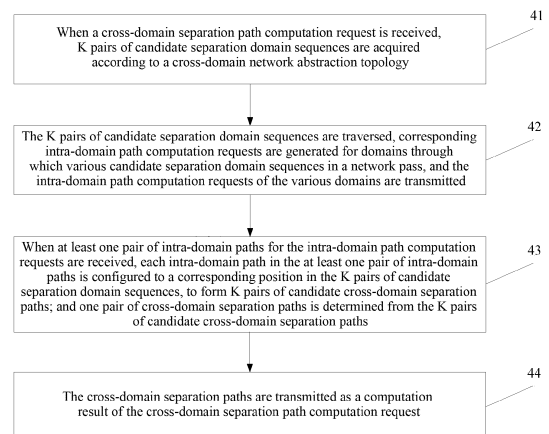 41
When a cross-domain separation path computation request is received,
K pairs of candidate separation domain sequences are acquired
according to a cross-domain network abstraction topology
42
The K pairs of candidate separation domain sequences are traversed, corresponding
intra-domain path computation requests are generated for domains through
which various candidate separation domain sequences in a network pass, and the
intra-domain path computation requests of the various domains are transmitted
43
When at least one pair of intra-domain paths for the intra-domain path computation
requests are received, each intra-domain path in the at least one pair of intra-domain
paths is configured to a corresponding position in the K pairs of candidate
separation domain sequences, to form K pairs of candidate cross-domain separation
paths; and one pair of cross-domain separation paths is determined from the K pairs
of candidate cross-domain separation paths
44
The cross-domain separation paths are transmitted as a computation
result of the cross-domain separation path computation request